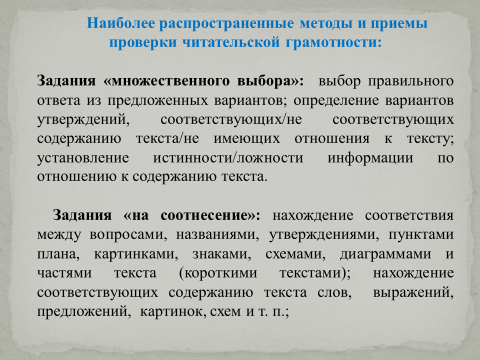 Наиболее распространенные методы и приемы
проверки читательской грамотности:
Задания «множественного выбора»: выбор правильного
ответа из предложенных вариантов; определение вариантов
утверждений, соответствующих/не соответствующих
содержанию текста/не имеющих отношения к тексту;
установление истинности/ложности информации по
отношению к содержанию текста.
Задания «на соотнесение»: нахождение соответствия
между вопросами, названиями, утверждениями, пунктами
плана, картинками, знаками, схемами, диаграммами и
частями текста (короткими текстами); нахождение
соответствующих содержанию текста слов, выражений,
предложений, картинок, схем и т. п.;